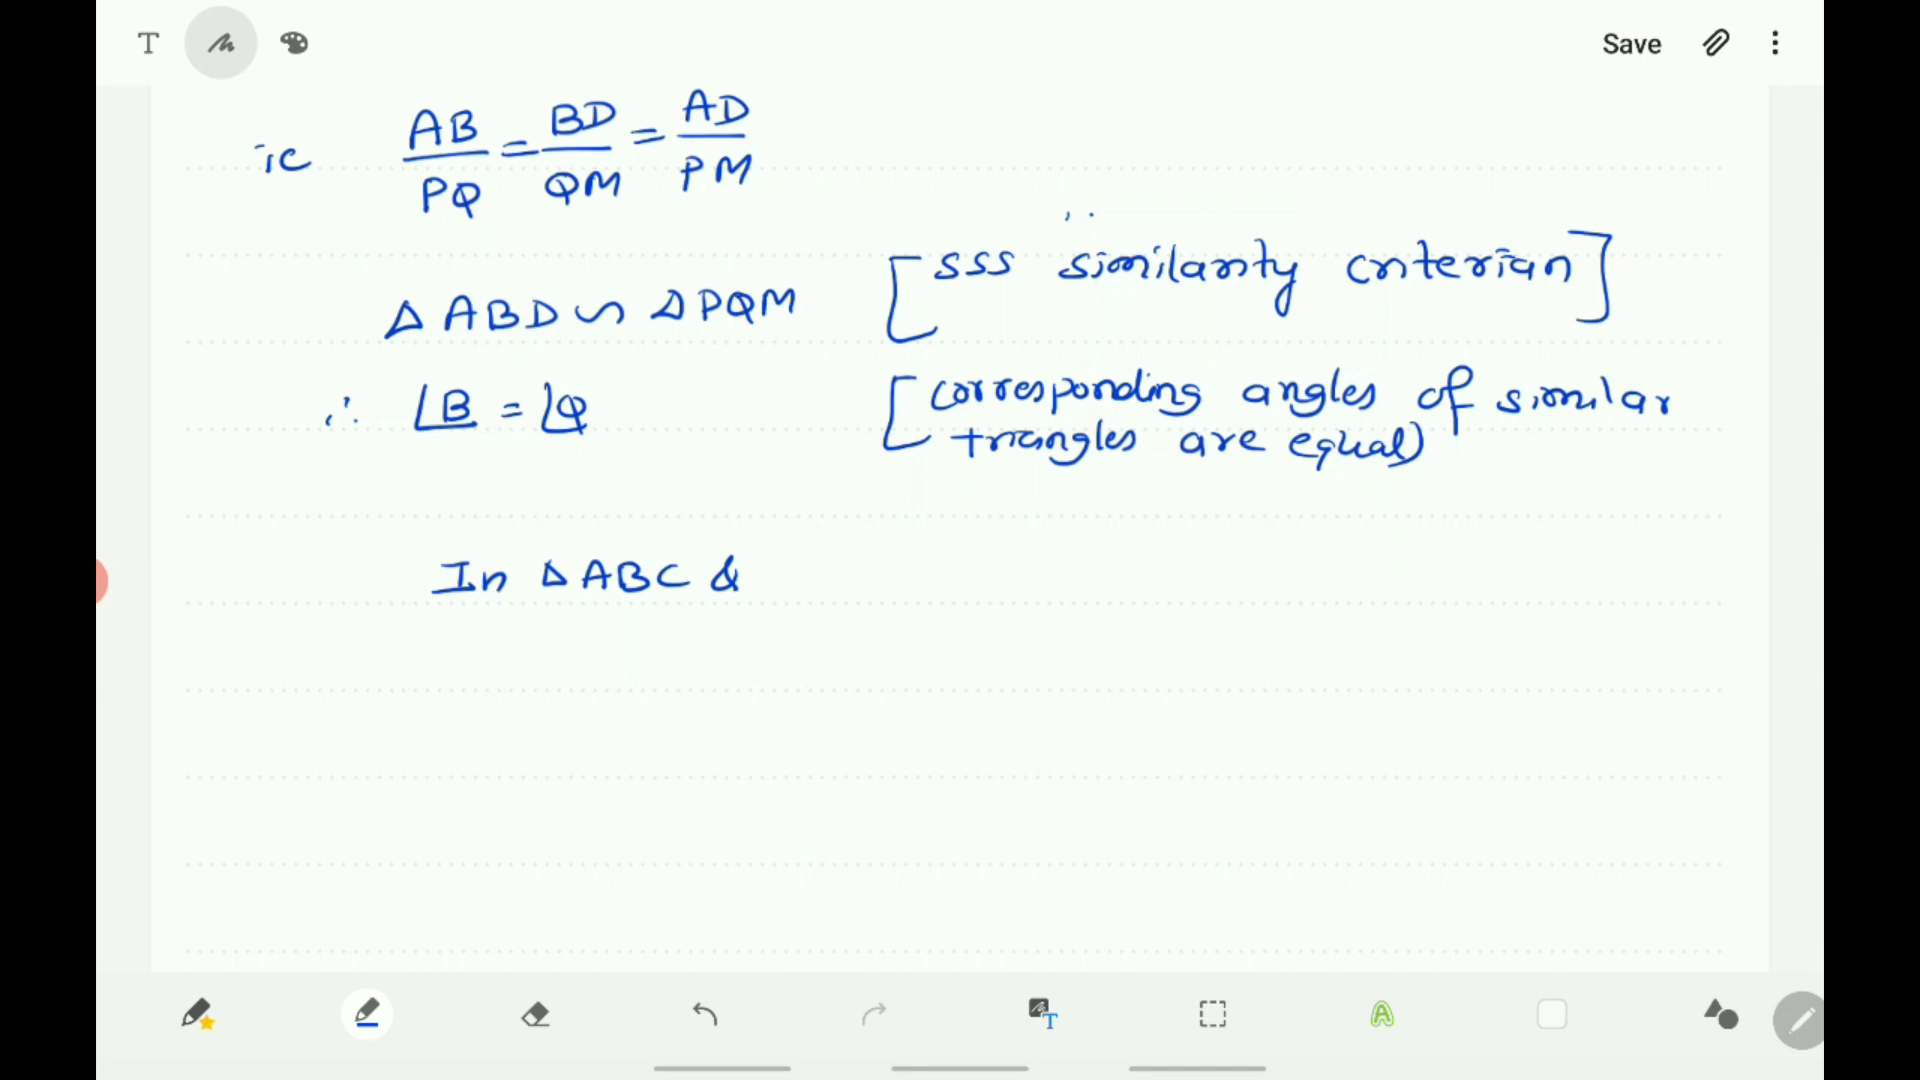 T Save
ie AB/PQ = BD/QM = AD/PM
△ABD ∽ △PQM [SSS similarity criterian]
∴ ∠B = ∠Q [corresponding angles of similar
triangles are equal)
In △ABC &
T A